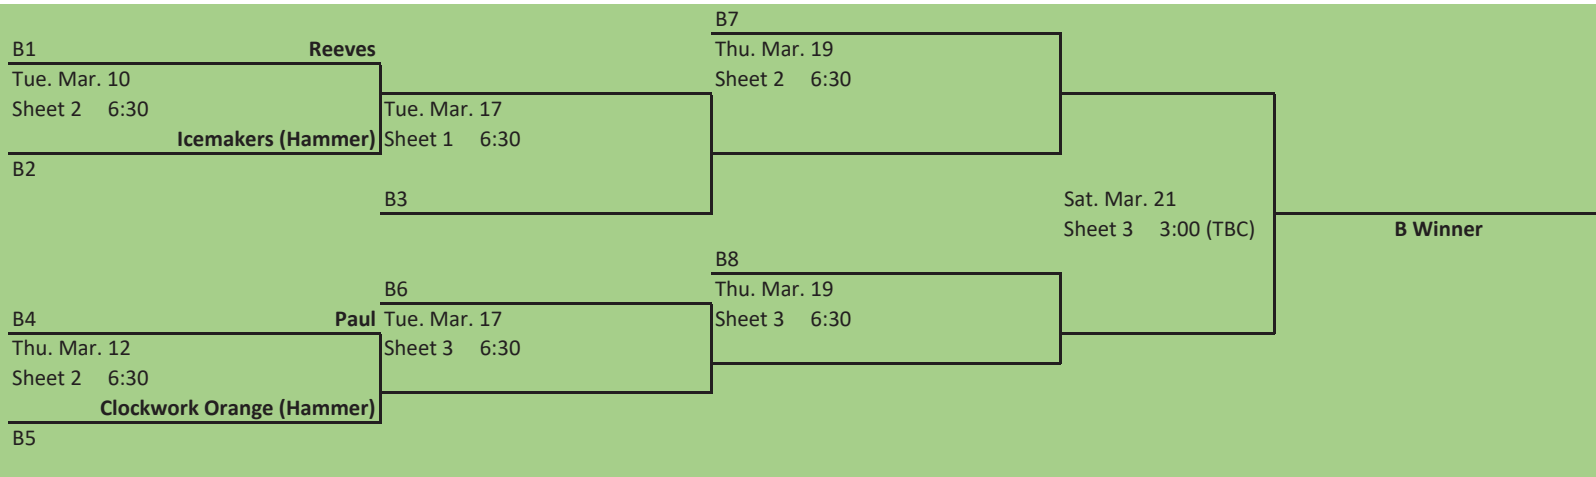 B7
B1 Reeves
Thu. Mar. 19
Tue. Mar. 10
Sheet 2 6:30
Sheet 2 6:30
Tue. Mar. 17
Icemakers (Hammer)
Sheet 1 6:30
B2
B3
Sat. Mar. 21
Sheet 3 3:00 (TBC)
B Winner
B8
B6
Thu. Mar. 19
B4 Paul
Tue. Mar. 17
Sheet 3 6:30
Thu. Mar. 12
Sheet 3 6:30
Sheet 2 6:30
Clockwork Orange (Hammer)
B5